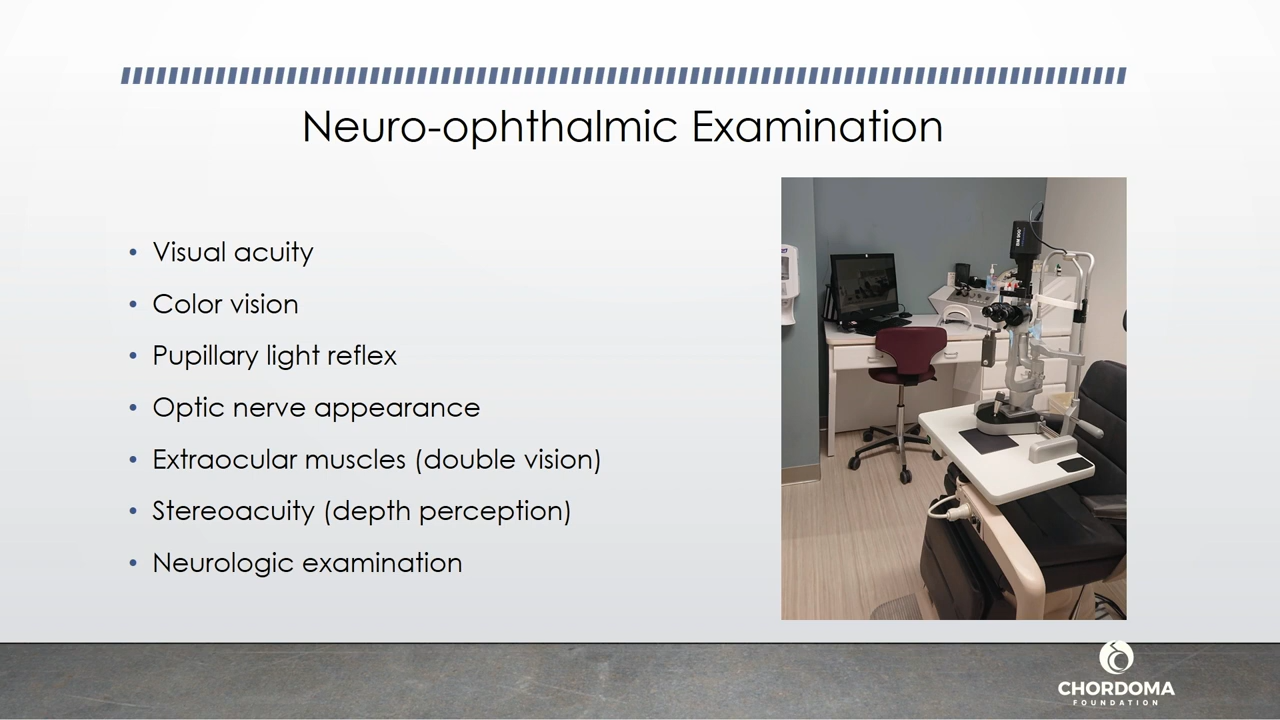 Neuro-ophthalmic Examination
• Visual acuity
• Color vision
• Pupillary light reflex
• Optic nerve appearance
• Extraocular muscles (double vision)
• Stereoacuity (depth perception)
• Neurologic examination
CHORDOMA
FOUNDATION